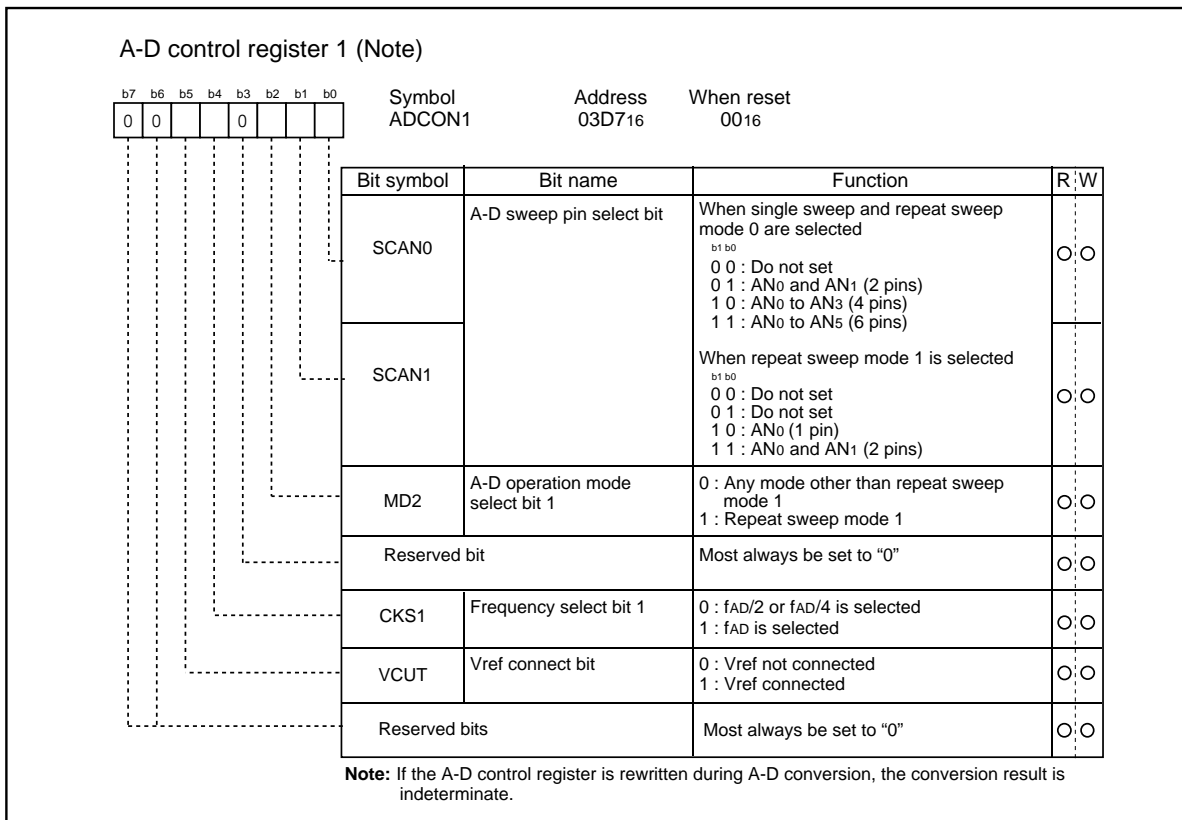 A-D control register 1 (Note)
b7 b6 b5 b4 b3 b2 b1 b0
0 0 0
Symbol Address When reset
ADCON1 03D716 0016
Bit symbol Bit name Function R W
SCAN0
A-D sweep pin select bit
When single sweep and repeat sweep
mode 0 are selected
b1 b0
0 0 : Do not set
0 1 : AN0 and AN1 (2 pins)
1 0 : AN0 to AN3 (4 pins)
1 1 : AN0 to AN5 (6 pins)
SCAN1
When repeat sweep mode 1 is selected
b1 b0
0 0 : Do not set
0 1 : Do not set
1 0 : AN0 (1 pin)
1 1 : AN0 and AN1 (2 pins)
MD2
A-D operation mode
select bit 1
0 : Any mode other than repeat sweep
mode 1
1 : Repeat sweep mode 1
Reserved bit
Most always be set to “0”
CKS1
Frequency select bit 1
0 : fAD/2 or fAD/4 is selected
1 : fAD is selected
VCUT
Vref connect bit
0 : Vref not connected
1 : Vref connected
Reserved bits
Most always be set to “0”
Note: If the A-D control register is rewritten during A-D conversion, the conversion result is
indeterminate.